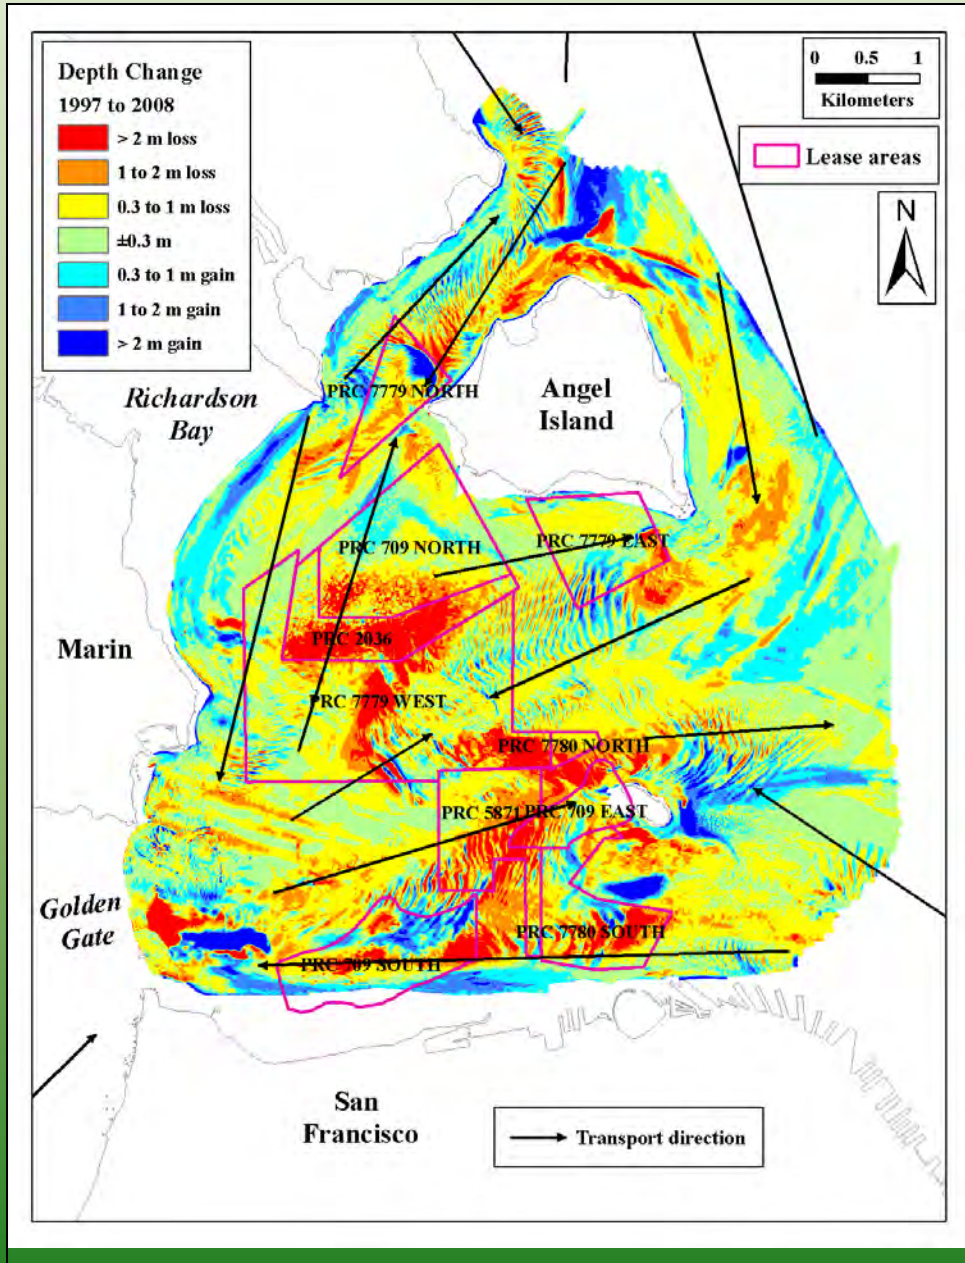 Depth Change
1997 to 2008
> 2 m loss
1 to 2 m loss
0.3 to 1 m loss
±0.3 m
0.3 to 1 m gain
1 to 2 m gain
> 2 m gain
0 0.5 1
Kilometers
Lease areas
N
Richardson
Bay
PRC 7779 NORTH
Angel
Island
PRC 709 NORTH
PRC 7779 EAST
Marin
PRC 2036
PRC 7779 WEST
PRC 7780 NORTH
PRC 5871
PRC 709 EAST
Golden
Gate
PRC 7780 SOUTH
PRC 709 SOUTH
San
Francisco
Transport direction